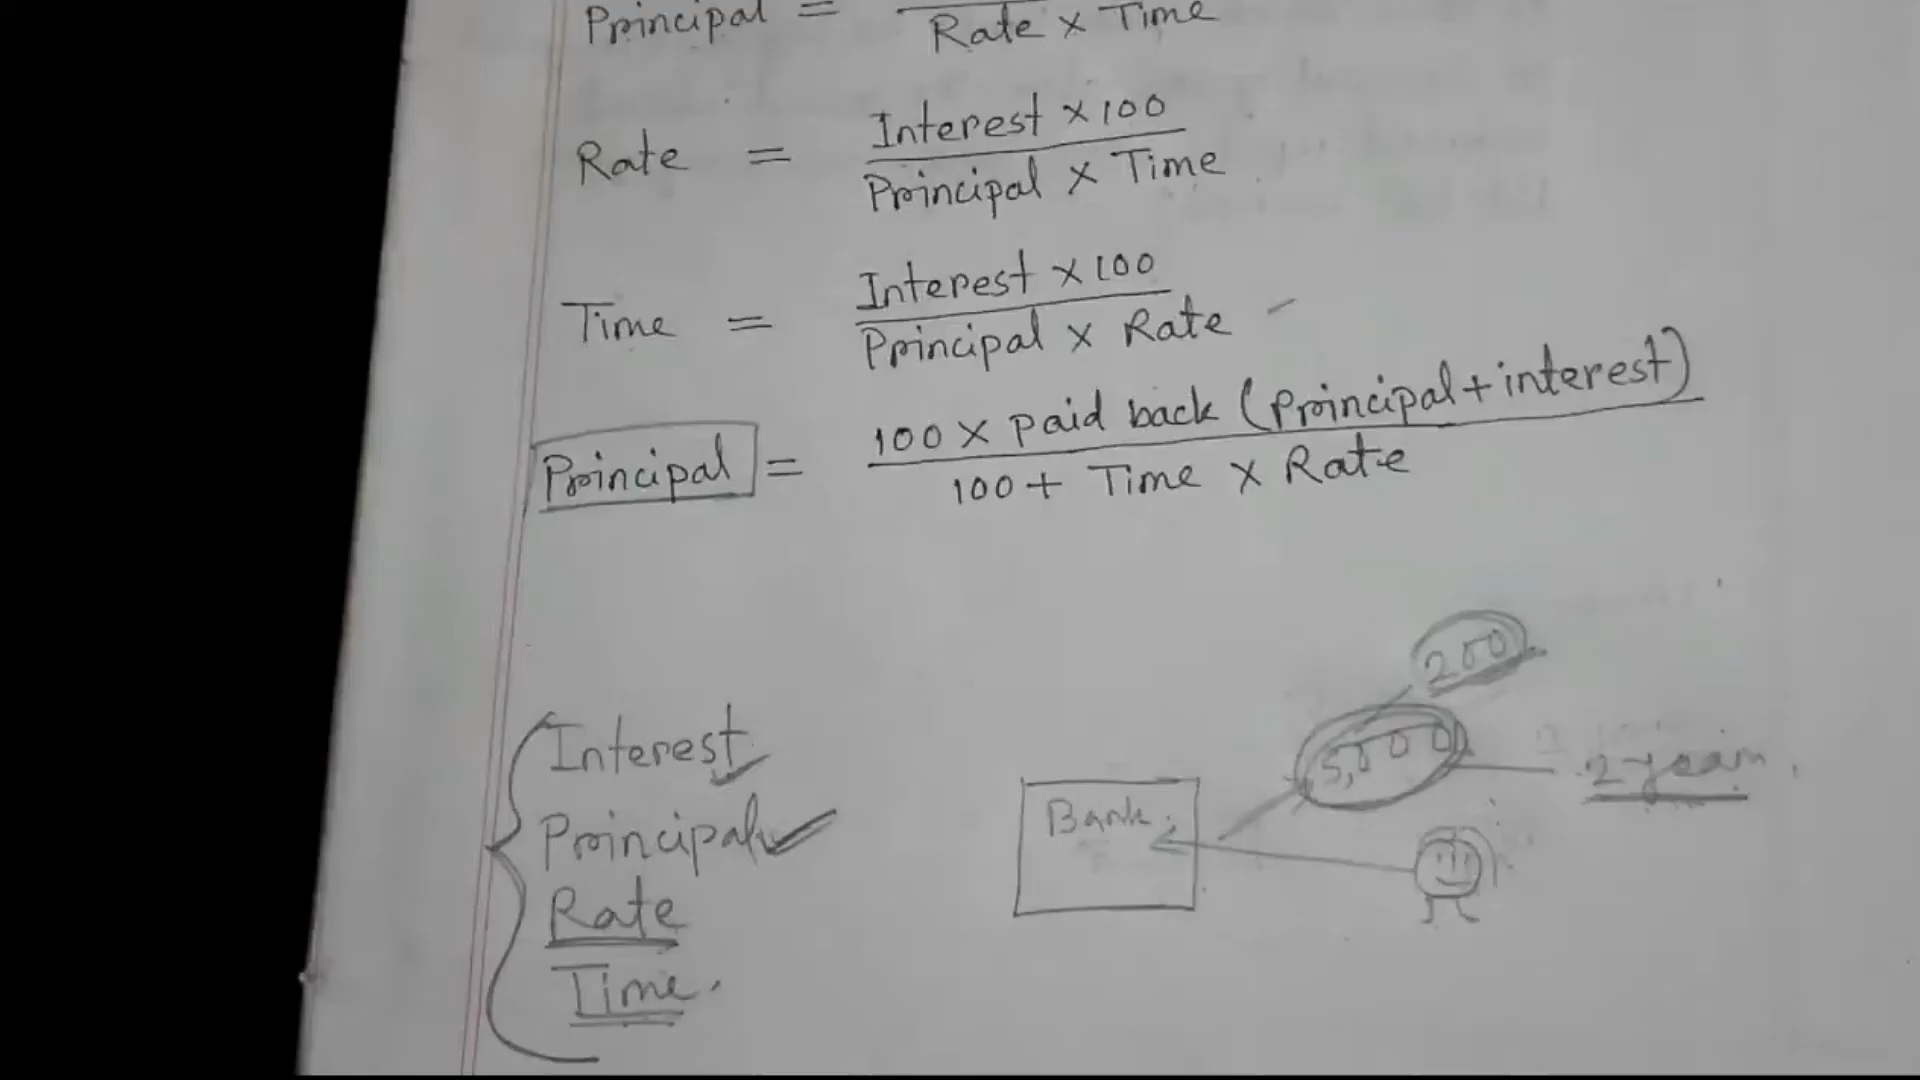 Principal = 
Rate x Time
Rate = Interest x 100
Principal x Time
Time = Interest x 100
Principal x Rate
Principal = 100 x Paid back (Principal + interest)
100 + Time x Rate
200
5,000
2 year
Bank
Interest
Principal
Rate
Time.